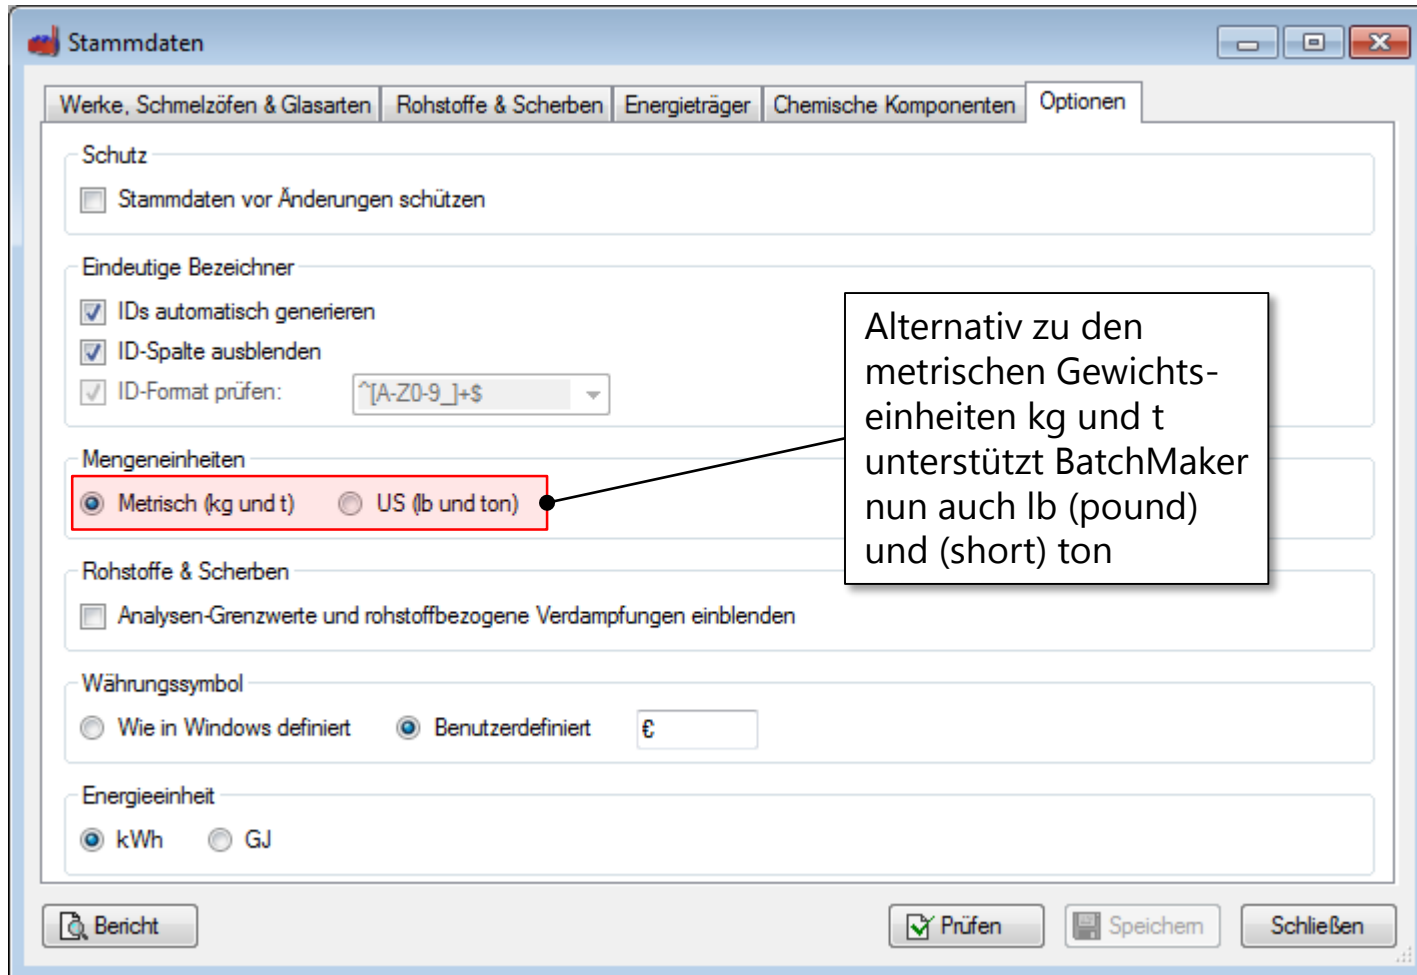 Stammdaten
Werke, Schmelzöfen & Glasarten Rohstoffe & Scherben Energieträger Chemische Komponenten Optionen
Schutz
Stammdaten vor Änderungen schützen
Eindeutige Bezeichner
IDs automatisch generieren
ID-Spalte ausblenden
ID-Format prüfen: ^[A-Z0-9_]+$
Alternativ zu den
metrischen Gewichts-
einheiten kg und t
unterstützt BatchMaker
nun auch lb (pound)
und (short) ton
Mengeneinheiten
Metrisch (kg und t) US (lb und ton)
Rohstoffe & Scherben
Analysen-Grenzwerte und rohstoffbezogene Verdampfungen einblenden
Währungssymbol
Wie in Windows definiert Benutzerdefiniert €
Energieeinheit
kWh GJ
Bericht Prüfen Speichern Schließen